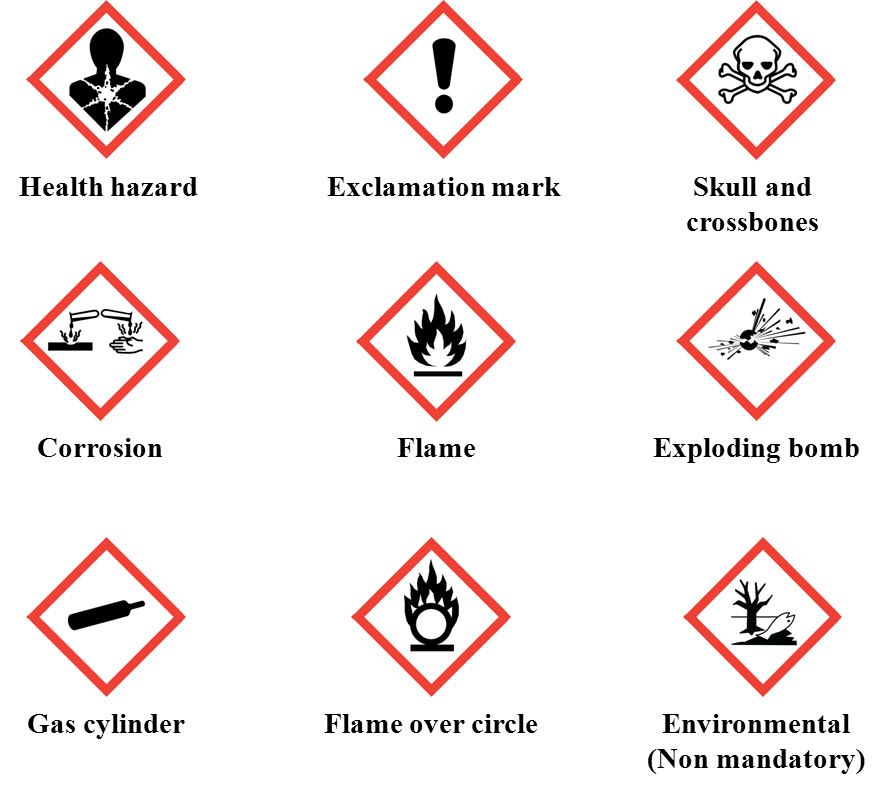 Health hazard
Exclamation mark
Skull and
crossbones
Corrosion
Flame
Exploding bomb
Gas cylinder
Flame over circle
Environmental
(Non mandatory)